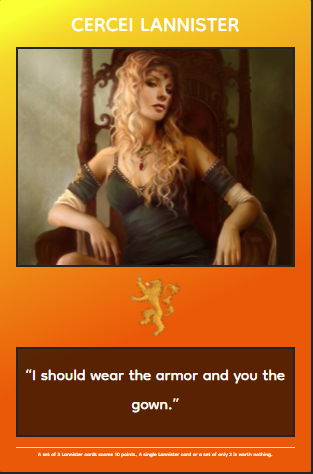 CERCEI LANNISTER
“I should wear the armor and you the
gown.”
A set of 3 Lannister cards scores 10 points. A single Lannister card or a set of only 2 is worth nothing.